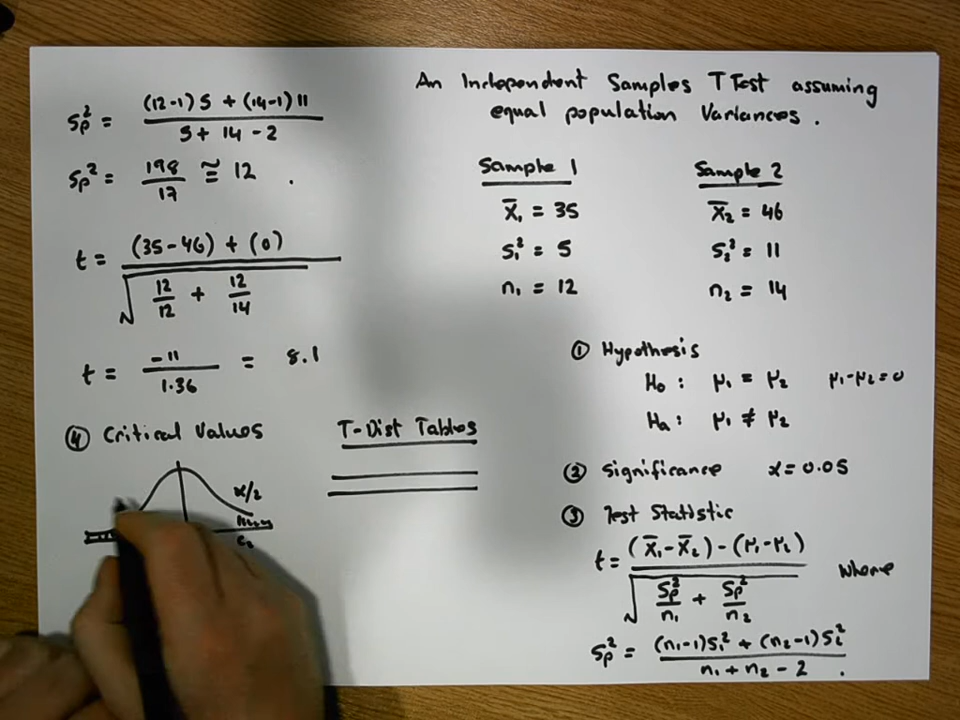 An Independent Samples T Test assuming
equal population Variances.
Sample 1
x̄₁ = 35
s₁² = 5
n₁ = 12
Sample 2
x̄₂ = 46
s₂² = 11
n₂ = 14
① Hypothesis
H₀ : μ₁ = μ₂ μ₁-μ₂=0
Hₐ : μ₁ ≠ μ₂
② Significance α = 0.05
③ Test Statistic
t = (x̄₁-x̄₂) - (μ₁-μ₂) / √(Sp²/n₁ + Sp²/n₂) where
Sp² = (n₁-1)S₁² + (n₂-1)S₂² / n₁ + n₂ - 2 .
Sp² = (12-1)5 + (14-1)11 / 5 + 14 - 2
Sp² = 198/17 ≅ 12 .
t = (35-46) + (0) / √(12/12 + 12/14)
t = -11/1.36 = 8.1
④ Critical Values
α/2
T-Dist Tables